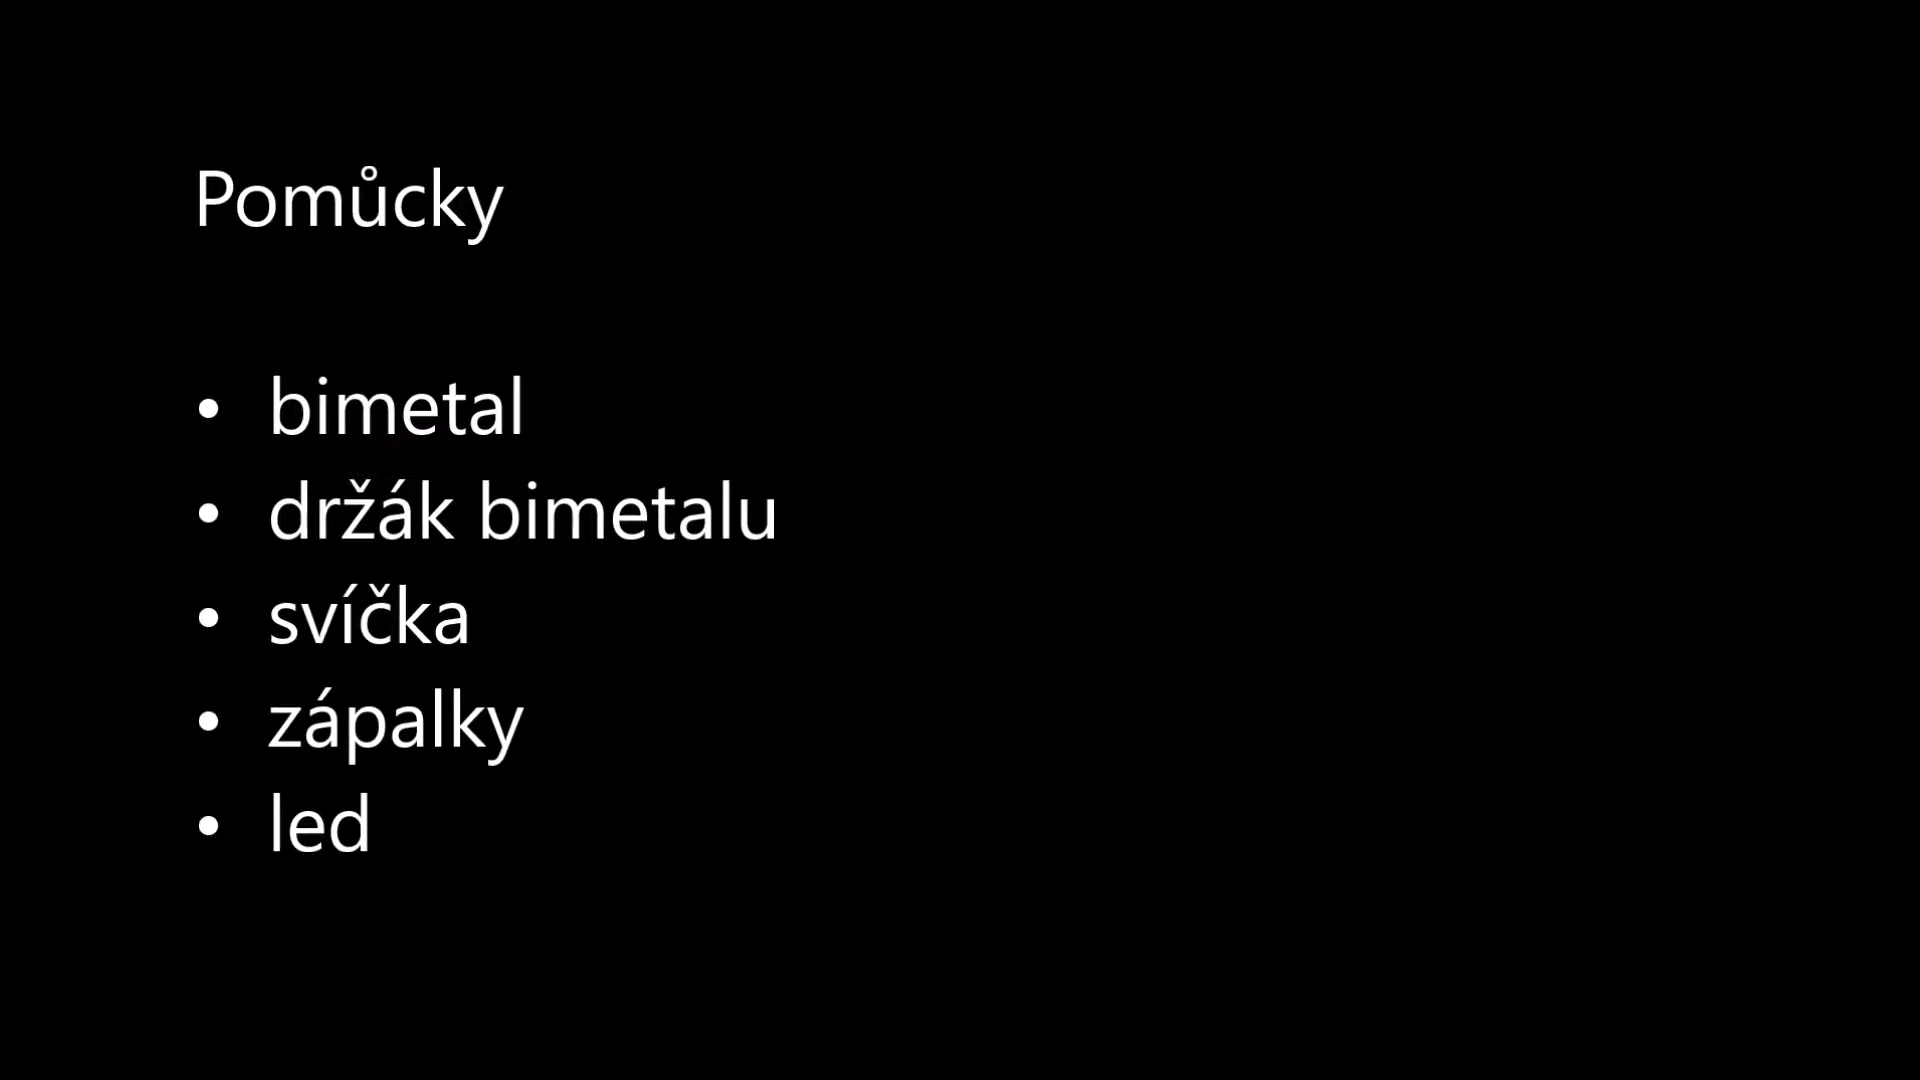 Pomůcky
• bimetal
• držák bimetalu
• svíčka
• zápalky
• led